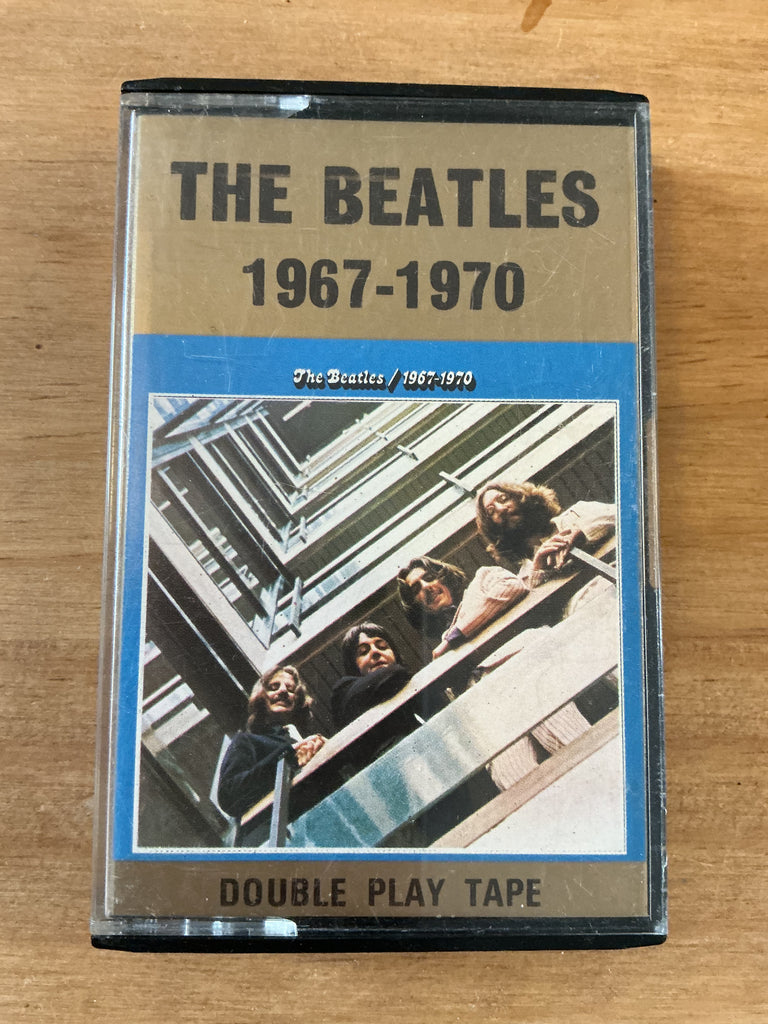 THE BEATLES
1967-1970
The Beatles / 1967-1970
DOUBLE PLAY TAPE